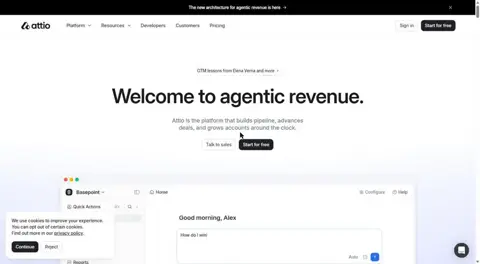 The new architecture for agentic revenue is here →
attio
Platform
Resources
Developers
Customers
Pricing
Sign in
Start for free
GTM lessons from Elena Verna and more
Welcome to agentic revenue.
Attio is the platform that builds pipeline, advances
deals, and grows accounts around the clock.
Talk to sales
Start for free
Basepoint
Home
Configure
Help
Quick Actions
Good morning, Alex
How do I win
Auto
Reports
We use cookies to improve your experience.
You can opt out of certain cookies.
Find out more in our privacy policy.
Continue
Reject